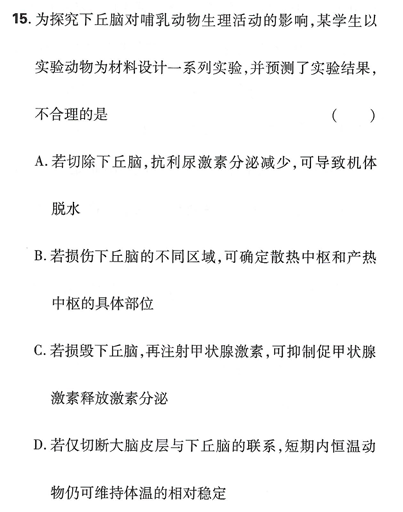 15. 为探究下丘脑对哺乳动物生理活动的影响,某学生以
实验动物为材料设计一系列实验,并预测了实验结果,
不合理的是 (    )
A. 若切除下丘脑,抗利尿激素分泌减少,可导致机体
脱水
B. 若损伤下丘脑的不同区域,可确定散热中枢和产热
中枢的具体部位
C. 若损毁下丘脑,再注射甲状腺激素,可抑制促甲状腺
激素释放激素分泌
D. 若仅切断大脑皮层与下丘脑的联系,短期内恒温动
物仍可维持体温的相对稳定